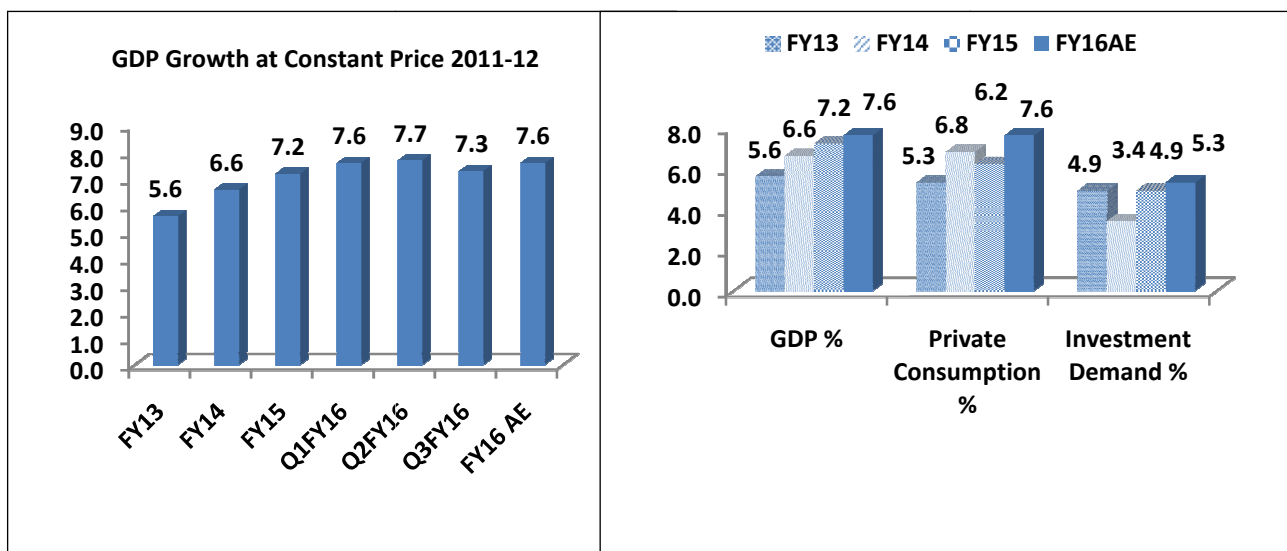 GDP Growth at Constant Price 2011-12
9.0
8.0
7.0
6.0
5.0
4.0
3.0
2.0
1.0
0.0
5.6
6.6
7.2
7.6
7.7
7.3
7.6
FY13
FY14
FY15
Q1FY16
Q2FY16
Q3FY16
FY16 AE
FY13 FY14 FY15 FY16AE
8.0
6.0
4.0
2.0
0.0
5.6 6.6 7.2 7.6
5.3 6.8 6.2 7.6
4.9 3.4 4.9 5.3
GDP %
Private
Consumption
%
Investment
Demand %